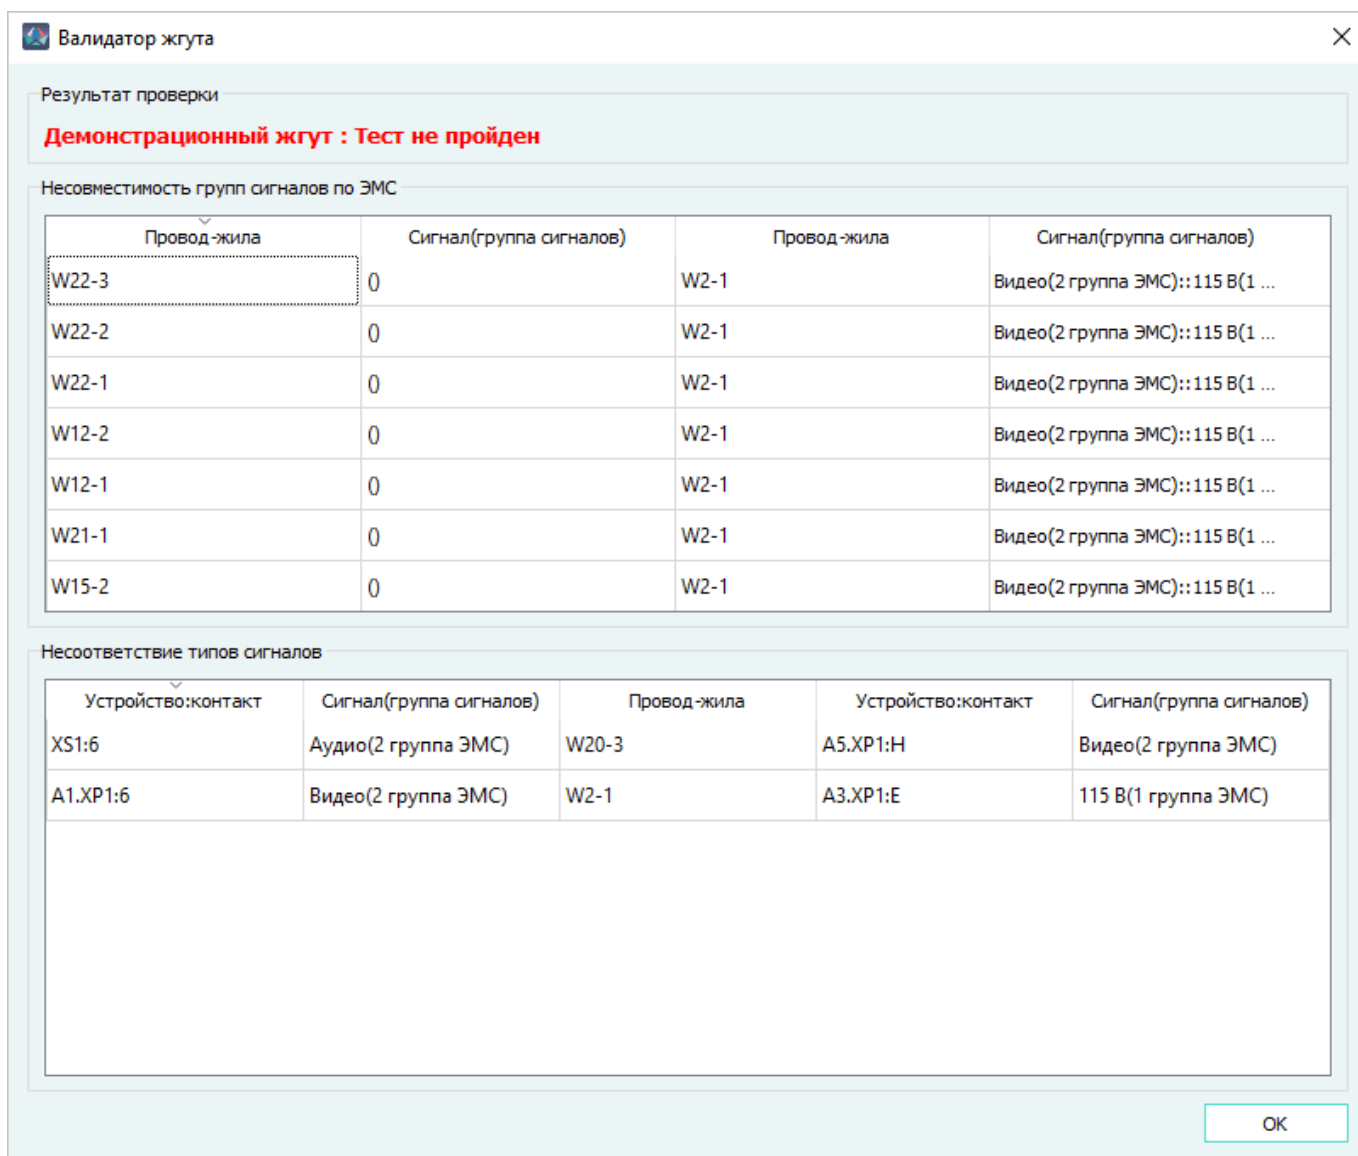 Валидатор жгута
Результат проверки
Демонстрационный жгут : Тест не пройден
Несовместимость групп сигналов по ЭМС
Провод-жила Сигнал(группа сигналов) Провод-жила Сигнал(группа сигналов)
W22-3 () W2-1 Видео(2 группа ЭМС)::115 В(1 ...
W22-2 () W2-1 Видео(2 группа ЭМС)::115 В(1 ...
W22-1 () W2-1 Видео(2 группа ЭМС)::115 В(1 ...
W12-2 () W2-1 Видео(2 группа ЭМС)::115 В(1 ...
W12-1 () W2-1 Видео(2 группа ЭМС)::115 В(1 ...
W21-1 () W2-1 Видео(2 группа ЭМС)::115 В(1 ...
W15-2 () W2-1 Видео(2 группа ЭМС)::115 В(1 ...
Несоответствие типов сигналов
Устройство:контакт Сигнал(группа сигналов) Провод-жила Устройство:контакт Сигнал(группа сигналов)
XS1:6 Аудио(2 группа ЭМС) W20-3 A5.XP1:H Видео(2 группа ЭМС)
A1.XP1:6 Видео(2 группа ЭМС) W2-1 A3.XP1:E 115 В(1 группа ЭМС)
ОК